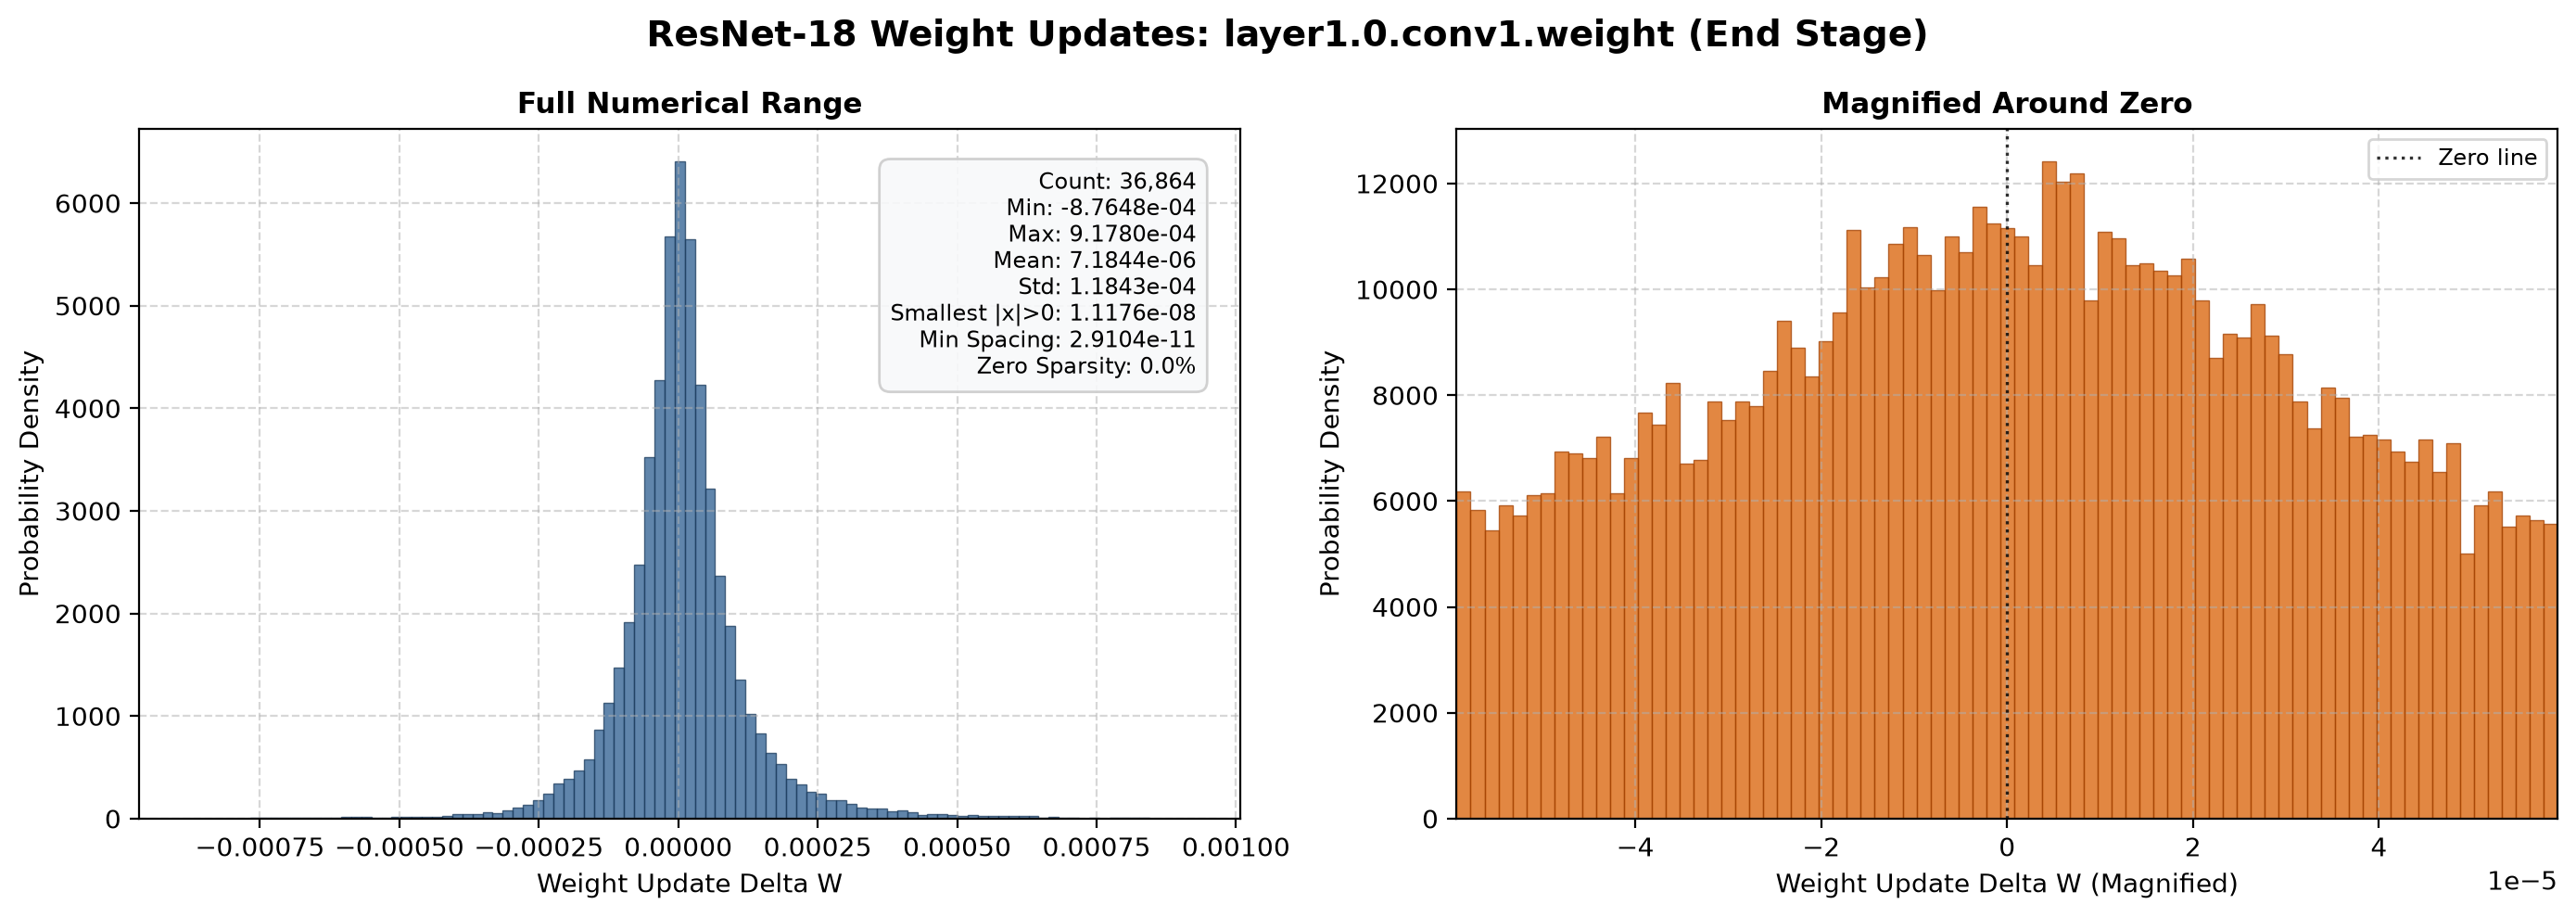 ResNet-18 Weight Updates: layer1.0.conv1.weight (End Stage)
Full Numerical Range
Probability Density
6000
5000
4000
3000
2000
1000
0
Count: 36,864
Min: -8.7648e-04
Max: 9.1780e-04
Mean: 7.1844e-06
Std: 1.1843e-04
Smallest |x|>0: 1.1176e-08
Min Spacing: 2.9104e-11
Zero Sparsity: 0.0%
−0.00075 −0.00050 −0.00025 0.00000 0.00025 0.00050 0.00075 0.00100
Weight Update Delta W
Magnified Around Zero
Probability Density
12000
10000
8000
6000
4000
2000
0
Zero line
−4 −2 0 2 4
1e−5
Weight Update Delta W (Magnified)